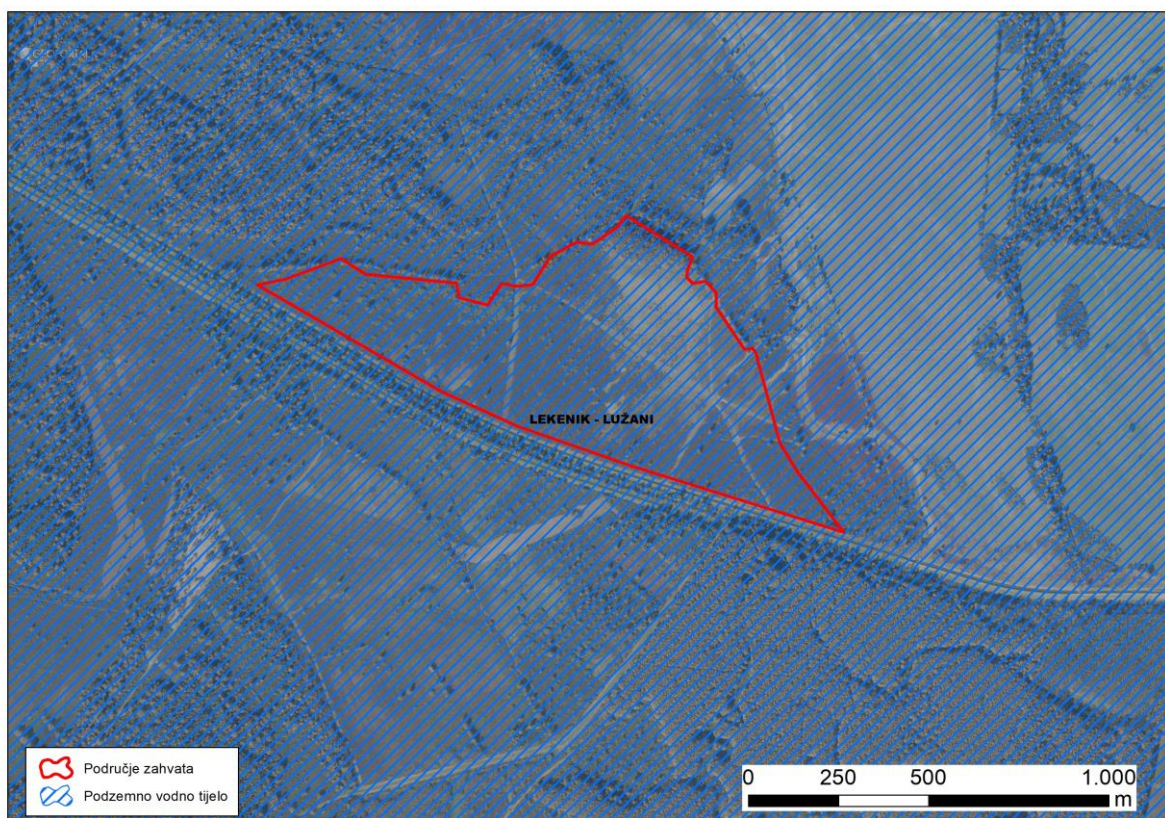 LEKENIK - LUŽANI
Područje zahvata
Podzemno vodno tijelo
0 250 500 1.000
m